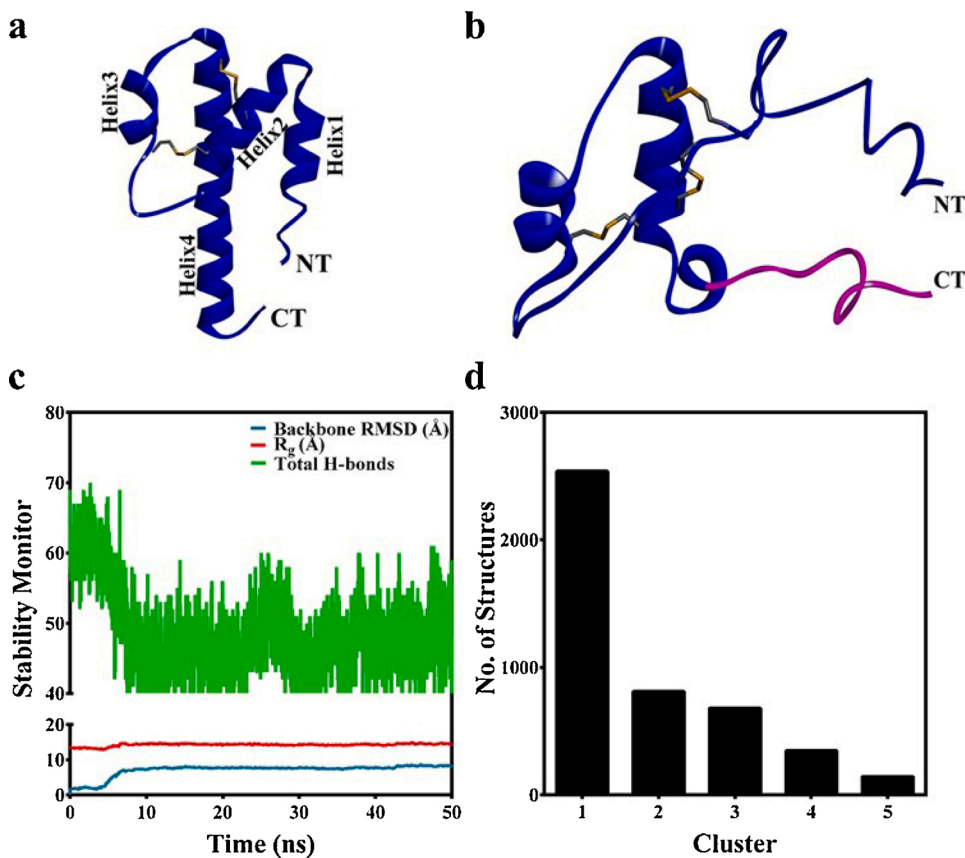 a
Helix3
Helix2
Helix1
Helix4
NT
CT
b
NT
CT
c
80
70
60
50
40
20
10
0
Stability Monitor
Backbone RMSD (Å)
Rg (Å)
Total H-bonds
0 10 20 30 40 50
Time (ns)
d
3000
2000
1000
0
No. of Structures
1 2 3 4 5
Cluster